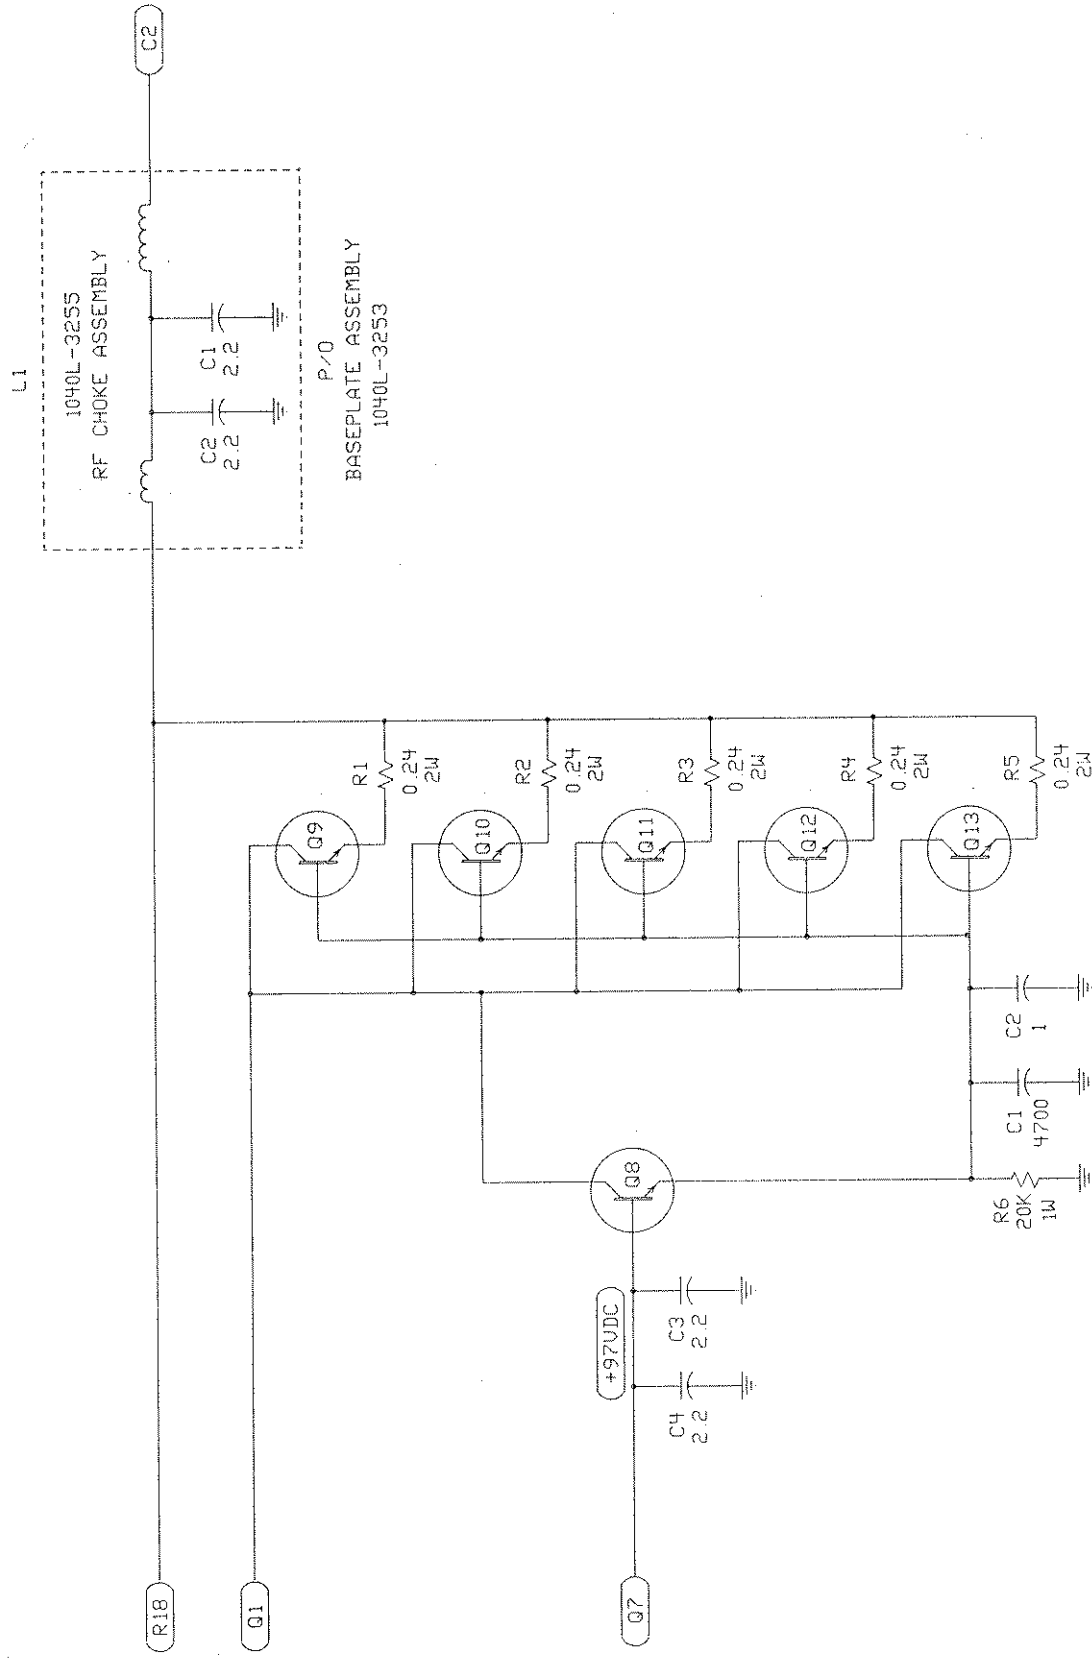 C2
L1
1040L-3255
RF CHOKE ASSEMBLY
C1
2.2
C2
2.2
P/O
BASEPLATE ASSEMBLY
1040L-3253
Q9
R1
0.24
2W
Q10
R2
0.24
2W
Q11
R3
0.24
2W
Q12
R4
0.24
2W
Q13
R5
0.24
2W
C2
1
C1
4700
R6
20K
1W
Q8
+97VDC
C3
2.2
C4
2.2
R18
Q1
Q7